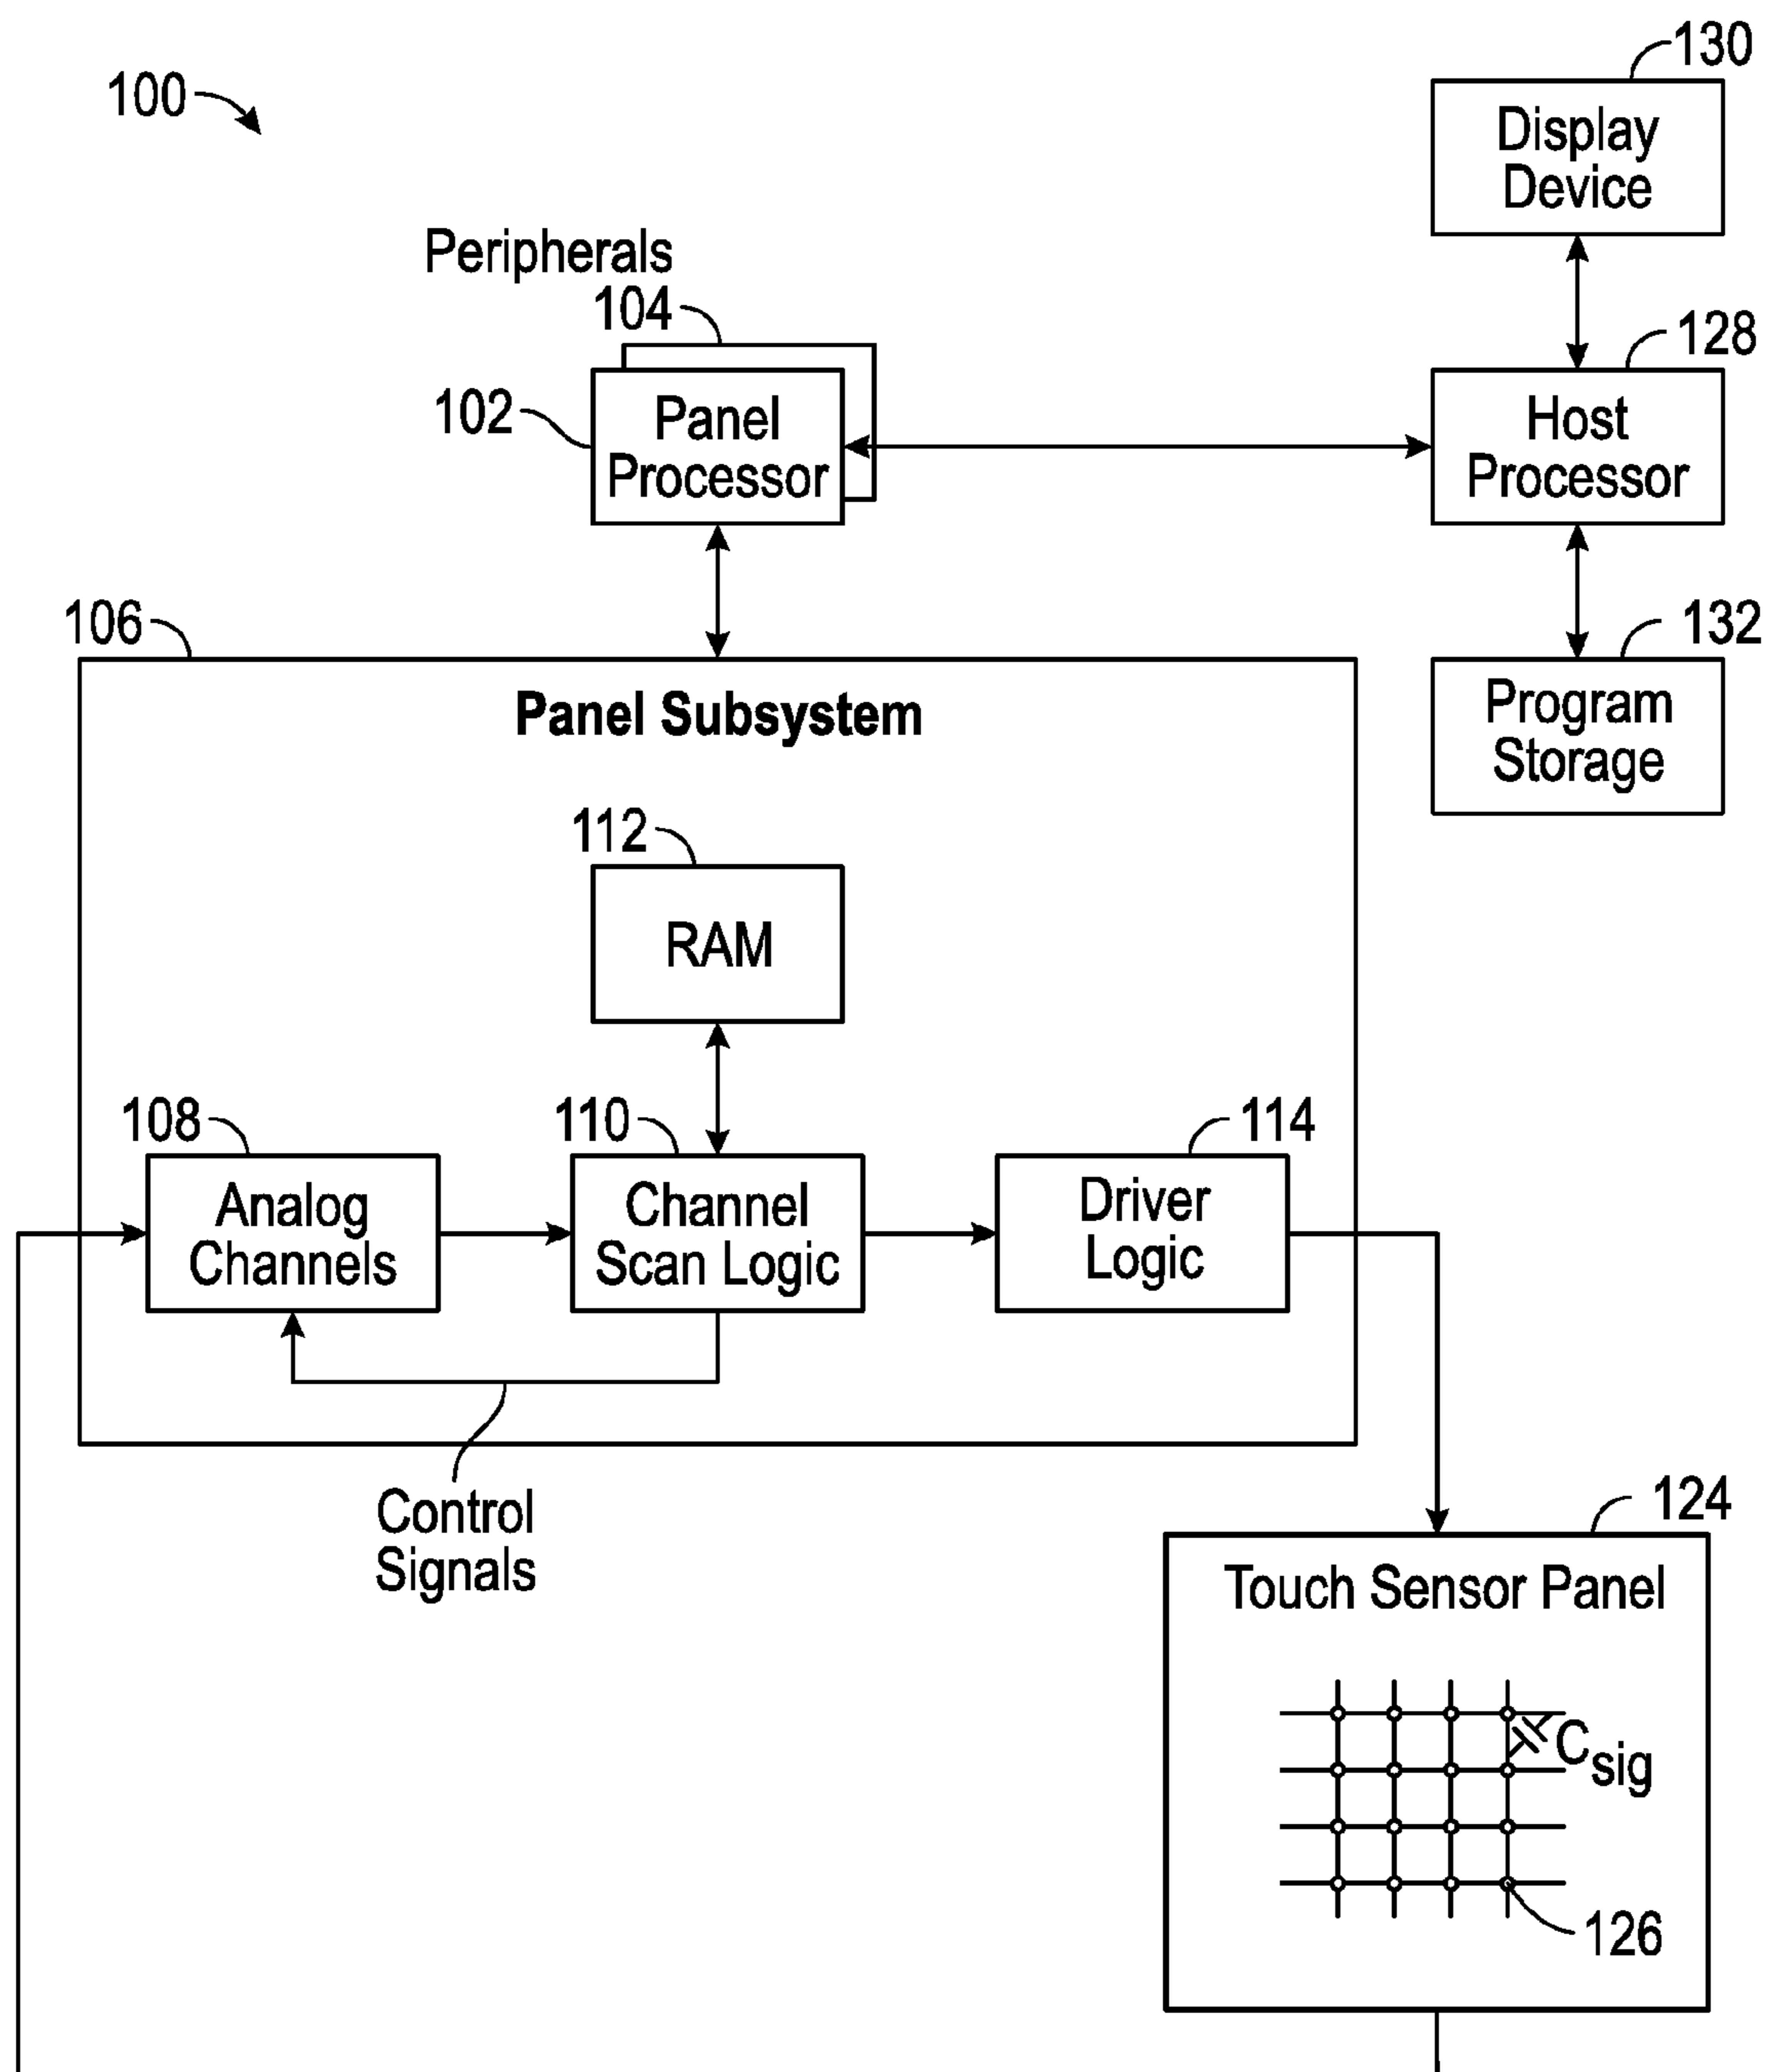 130
100
Display
Device
Peripherals
104
128
102
Panel
Processor
Host
Processor
106
132
Panel Subsystem
Program
Storage
112
RAM
108
110
114
Analog
Channels
Channel
Scan Logic
Driver
Logic
Control
Signals
124
Touch Sensor Panel
Csig
126